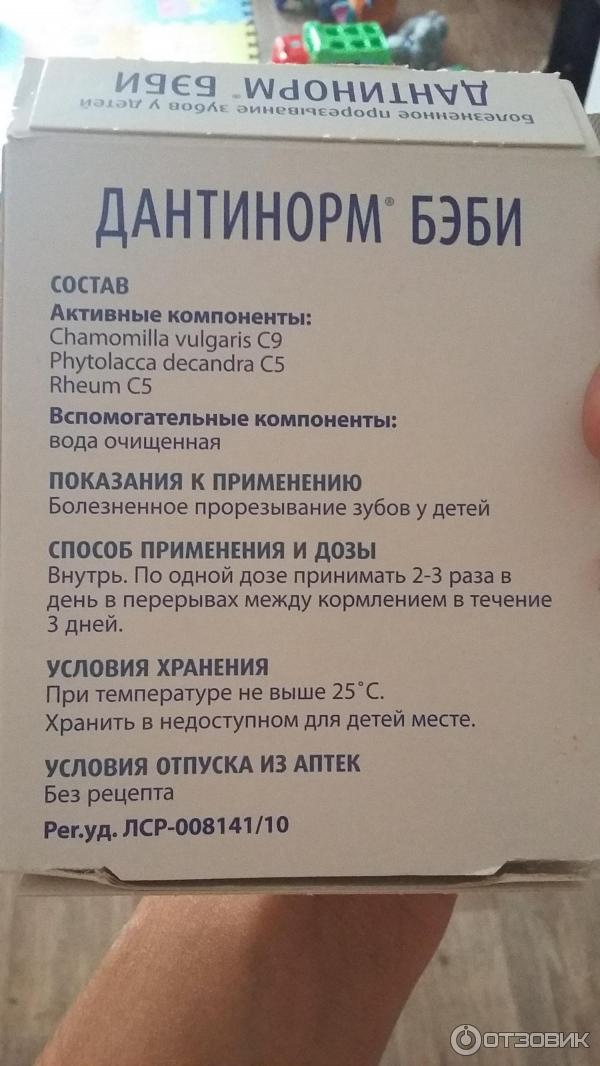 Болезненное прорезывание зубов у детей
ДАНТИНОРМ® БЭБИ
ДАНТИНОРМ® БЭБИ
СОСТАВ
Активные компоненты:
Chamomilla vulgaris C9
Phytolacca decandra C5
Rheum C5
Вспомогательные компоненты:
вода очищенная
ПОКАЗАНИЯ К ПРИМЕНЕНИЮ
Болезненное прорезывание зубов у детей
СПОСОБ ПРИМЕНЕНИЯ И ДОЗЫ
Внутрь. По одной дозе принимать 2-3 раза в
день в перерывах между кормлением в течение
3 дней.
УСЛОВИЯ ХРАНЕНИЯ
При температуре не выше 25˚С.
Хранить в недоступном для детей месте.
УСЛОВИЯ ОТПУСКА ИЗ АПТЕК
Без рецепта
Рег.уд. ЛСР-008141/10
ОТЗОВИК